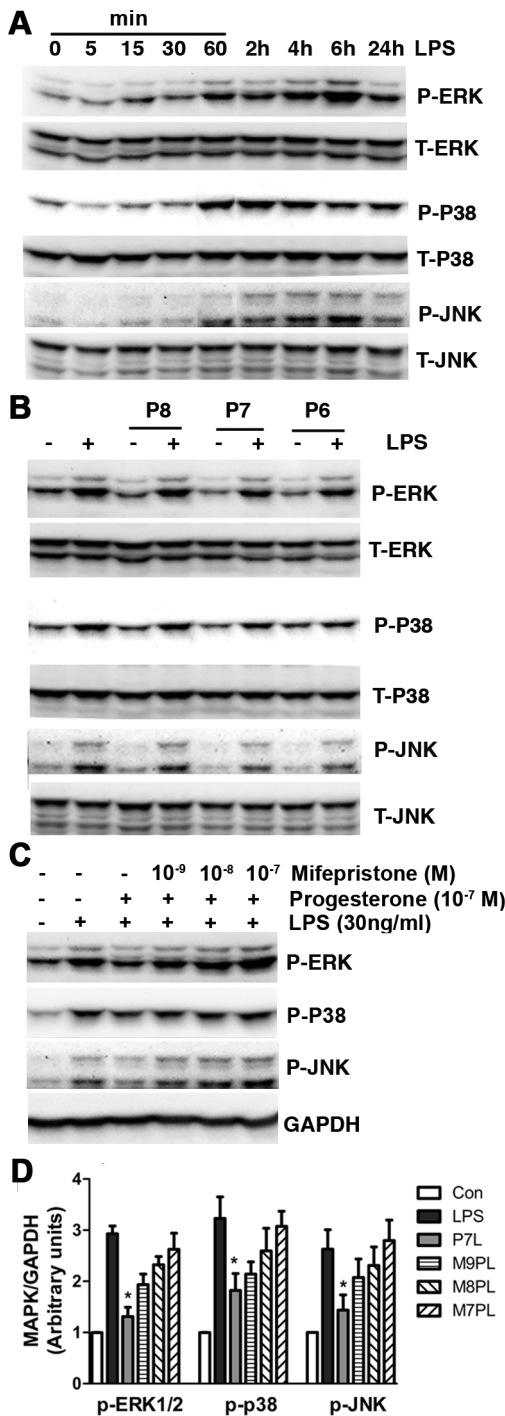 A
min
0 5 15 30 60 2h 4h 6h 24h LPS
P-ERK
T-ERK
P-P38
T-P38
P-JNK
T-JNK
B
P8 P7 P6
- + - + - + - + LPS
P-ERK
T-ERK
P-P38
T-P38
P-JNK
T-JNK
C
- - - 10-9 10-8 10-7 Mifepristone (M)
- - + + + + Progesterone (10-7 M)
- + + + + + LPS (30ng/ml)
P-ERK
P-P38
P-JNK
GAPDH
D
MAPK/GAPDH
(Arbitrary units)
5
4
3
2
1
0
* * *
p-ERK1/2 p-p38 p-JNK
Con
LPS
P7L
M9PL
M8PL
M7PL